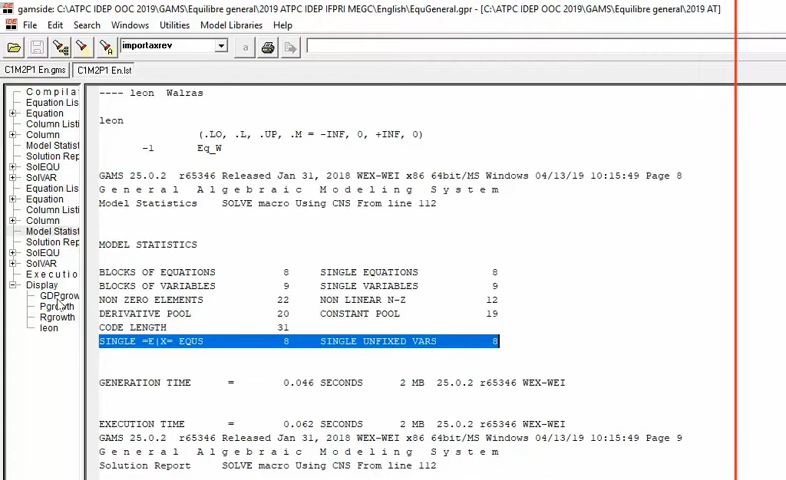 gamside: C:\ATPC IDEP OOC 2019\GAMS\Equilibre general\2019 ATPC IDEP IFPRI MEGC\English\EquGeneral.gpr - [C:\ATPC IDEP OOC 2019\GAMS\Equilibre general\2019 AT]
IDE File Edit Search Windows Utilities Model Libraries Help
importaxrev
a
C1M2P1 En.gms C1M2P1 En.lst
C o m p i l a
Equation Lis
Equation
Column Listi
Column
Model Statist
Solution Rep
SolEQU
SolVAR
Equation Lis
Equation
Column Listi
Column
Model Statist
Solution Rep
SolEQU
SolVAR
E x e c u t i o
Display
GDPgrow
Pgrowth
Rgrowth
leon
---- leon Walras
leon
(.LO, .L, .UP, .M = -INF, 0, +INF, 0)
-1 Eq_W
GAMS 25.0.2 r65346 Released Jan 31, 2018 WEX-WEI x86 64bit/MS Windows 04/13/19 10:15:49 Page 8
G e n e r a l A l g e b r a i c M o d e l i n g S y s t e m
Model Statistics SOLVE macro Using CNS From line 112
MODEL STATISTICS
BLOCKS OF EQUATIONS 8 SINGLE EQUATIONS 8
BLOCKS OF VARIABLES 9 SINGLE VARIABLES 9
NON ZERO ELEMENTS 22 NON LINEAR N-Z 12
DERIVATIVE POOL 20 CONSTANT POOL 19
CODE LENGTH 31
SINGLE =E|X= EQUS 8 SINGLE UNFIXED VARS 8
GENERATION TIME = 0.046 SECONDS 2 MB 25.0.2 r65346 WEX-WEI
EXECUTION TIME = 0.062 SECONDS 2 MB 25.0.2 r65346 WEX-WEI
GAMS 25.0.2 r65346 Released Jan 31, 2018 WEX-WEI x86 64bit/MS Windows 04/13/19 10:15:49 Page 9
G e n e r a l A l g e b r a i c M o d e l i n g S y s t e m
Solution Report SOLVE macro Using CNS From line 112